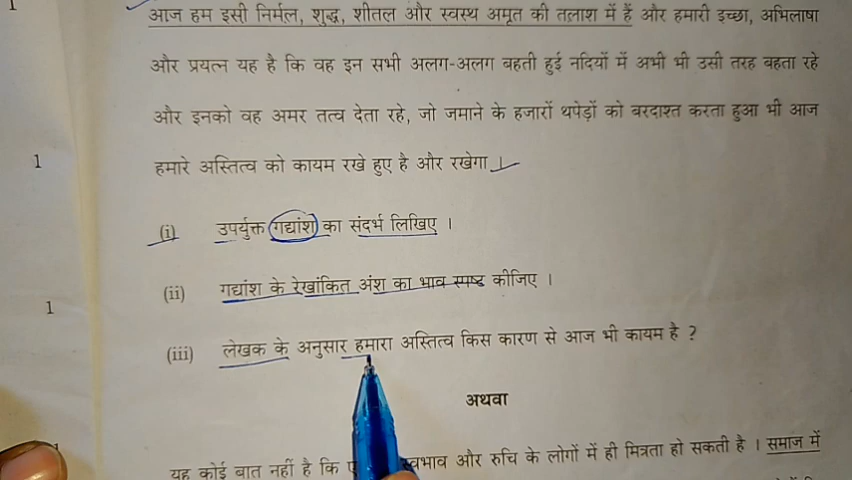 1
आज हम इसी निर्मल, शुद्ध, शीतल और स्वस्थ अमृत की तलाश में हैं और हमारी इच्छा, अभिलाषा
और प्रयत्न यह है कि वह इन सभी अलग-अलग बहती हुई नदियों में अभी भी उसी तरह बहता रहे
और इनको वह अमर तत्व देता रहे, जो जमाने के हजारों थपेड़ों को बरदाश्त करता हुआ भी आज
1 हमारे अस्तित्व को कायम रखे हुए है और रखेगा ।
(i) उपर्युक्त गद्यांश का संदर्भ लिखिए ।
1 (ii) गद्यांश के रेखांकित अंश का भाव स्पष्ट कीजिए ।
(iii) लेखक के अनुसार हमारा अस्तित्व किस कारण से आज भी कायम है ?
अथवा
यह कोई बात नहीं है कि स्वभाव और रुचि के लोगों में ही मित्रता हो सकती है । समाज में